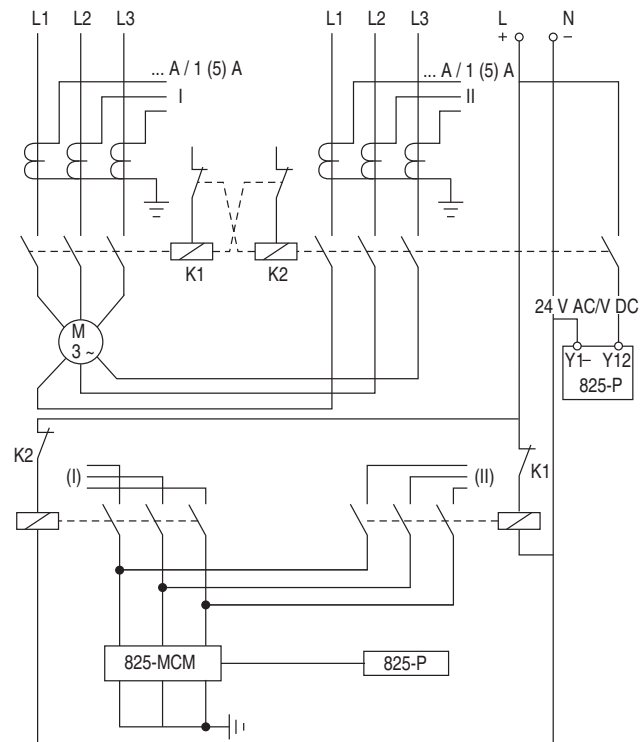 L1 L2 L3 L1 L2 L3 L N
+ –
... A / 1 (5) A ... A / 1 (5) A
I II
K1 K2
24 V AC/V DC
M
3 ~
Y1– Y12
825-P
K2 (I) (II) K1
825-MCM 825-P